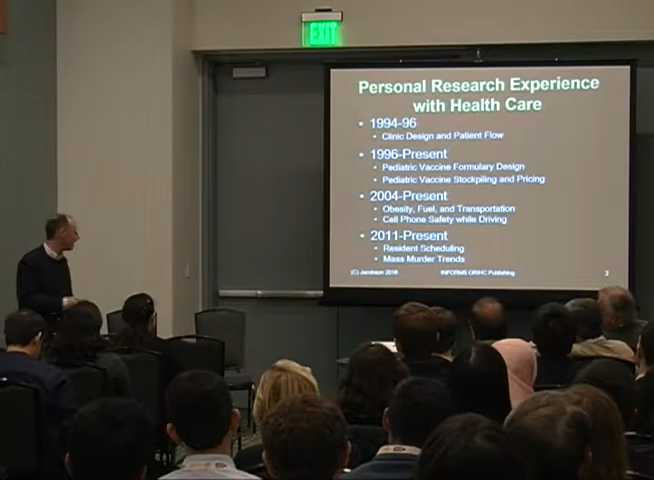 EXIT
Personal Research Experience
with Health Care
• 1994-96
• Clinic Design and Patient Flow
• 1996-Present
• Pediatric Vaccine Formulary Design
• Pediatric Vaccine Stockpiling and Pricing
• 2004-Present
• Obesity, Fuel, and Transportation
• Cell Phone Safety while Driving
• 2011-Present
• Resident Scheduling
• Mass Murder Trends
(C) Jacobson 2016 INFORMS OR/HC Publishing 2